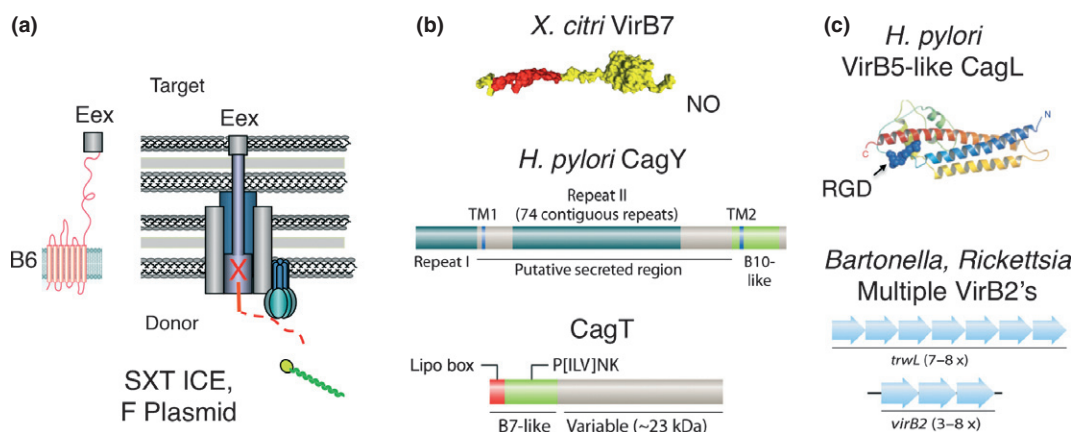 (a)
Target
Eex
Eex
B6
X
Donor
SXT ICE,
F Plasmid
(b)
X. citri VirB7
NO
H. pylori CagY
Repeat II
TM1
(74 contiguous repeats)
TM2
Repeat I
Putative secreted region
B10-
like
CagT
Lipo box
P[ILV]NK
B7-like
Variable (~23 kDa)
(c)
H. pylori
VirB5-like CagL
N
C
RGD
Bartonella, Rickettsia
Multiple VirB2's
trwL (7–8 x)
virB2 (3–8 x)